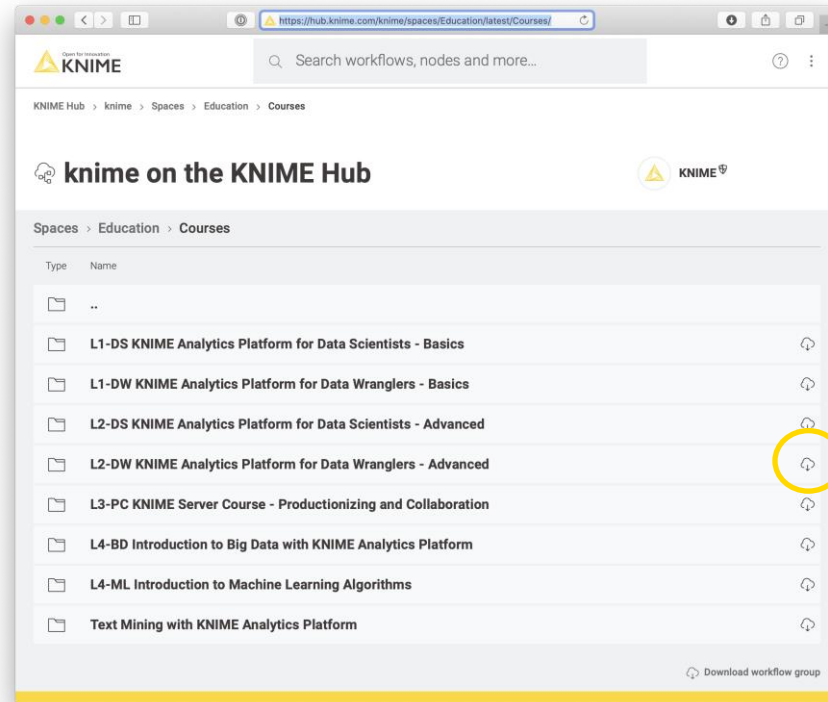 https://hub.knime.com/knime/spaces/Education/latest/Courses/
Open for Innovation
KNIME
Search workflows, nodes and more...
KNIME Hub > knime > Spaces > Education > Courses
knime on the KNIME Hub
KNIME
Spaces > Education > Courses
Type Name
..
L1-DS KNIME Analytics Platform for Data Scientists - Basics
L1-DW KNIME Analytics Platform for Data Wranglers - Basics
L2-DS KNIME Analytics Platform for Data Scientists - Advanced
L2-DW KNIME Analytics Platform for Data Wranglers - Advanced
L3-PC KNIME Server Course - Productionizing and Collaboration
L4-BD Introduction to Big Data with KNIME Analytics Platform
L4-ML Introduction to Machine Learning Algorithms
Text Mining with KNIME Analytics Platform
Download workflow group